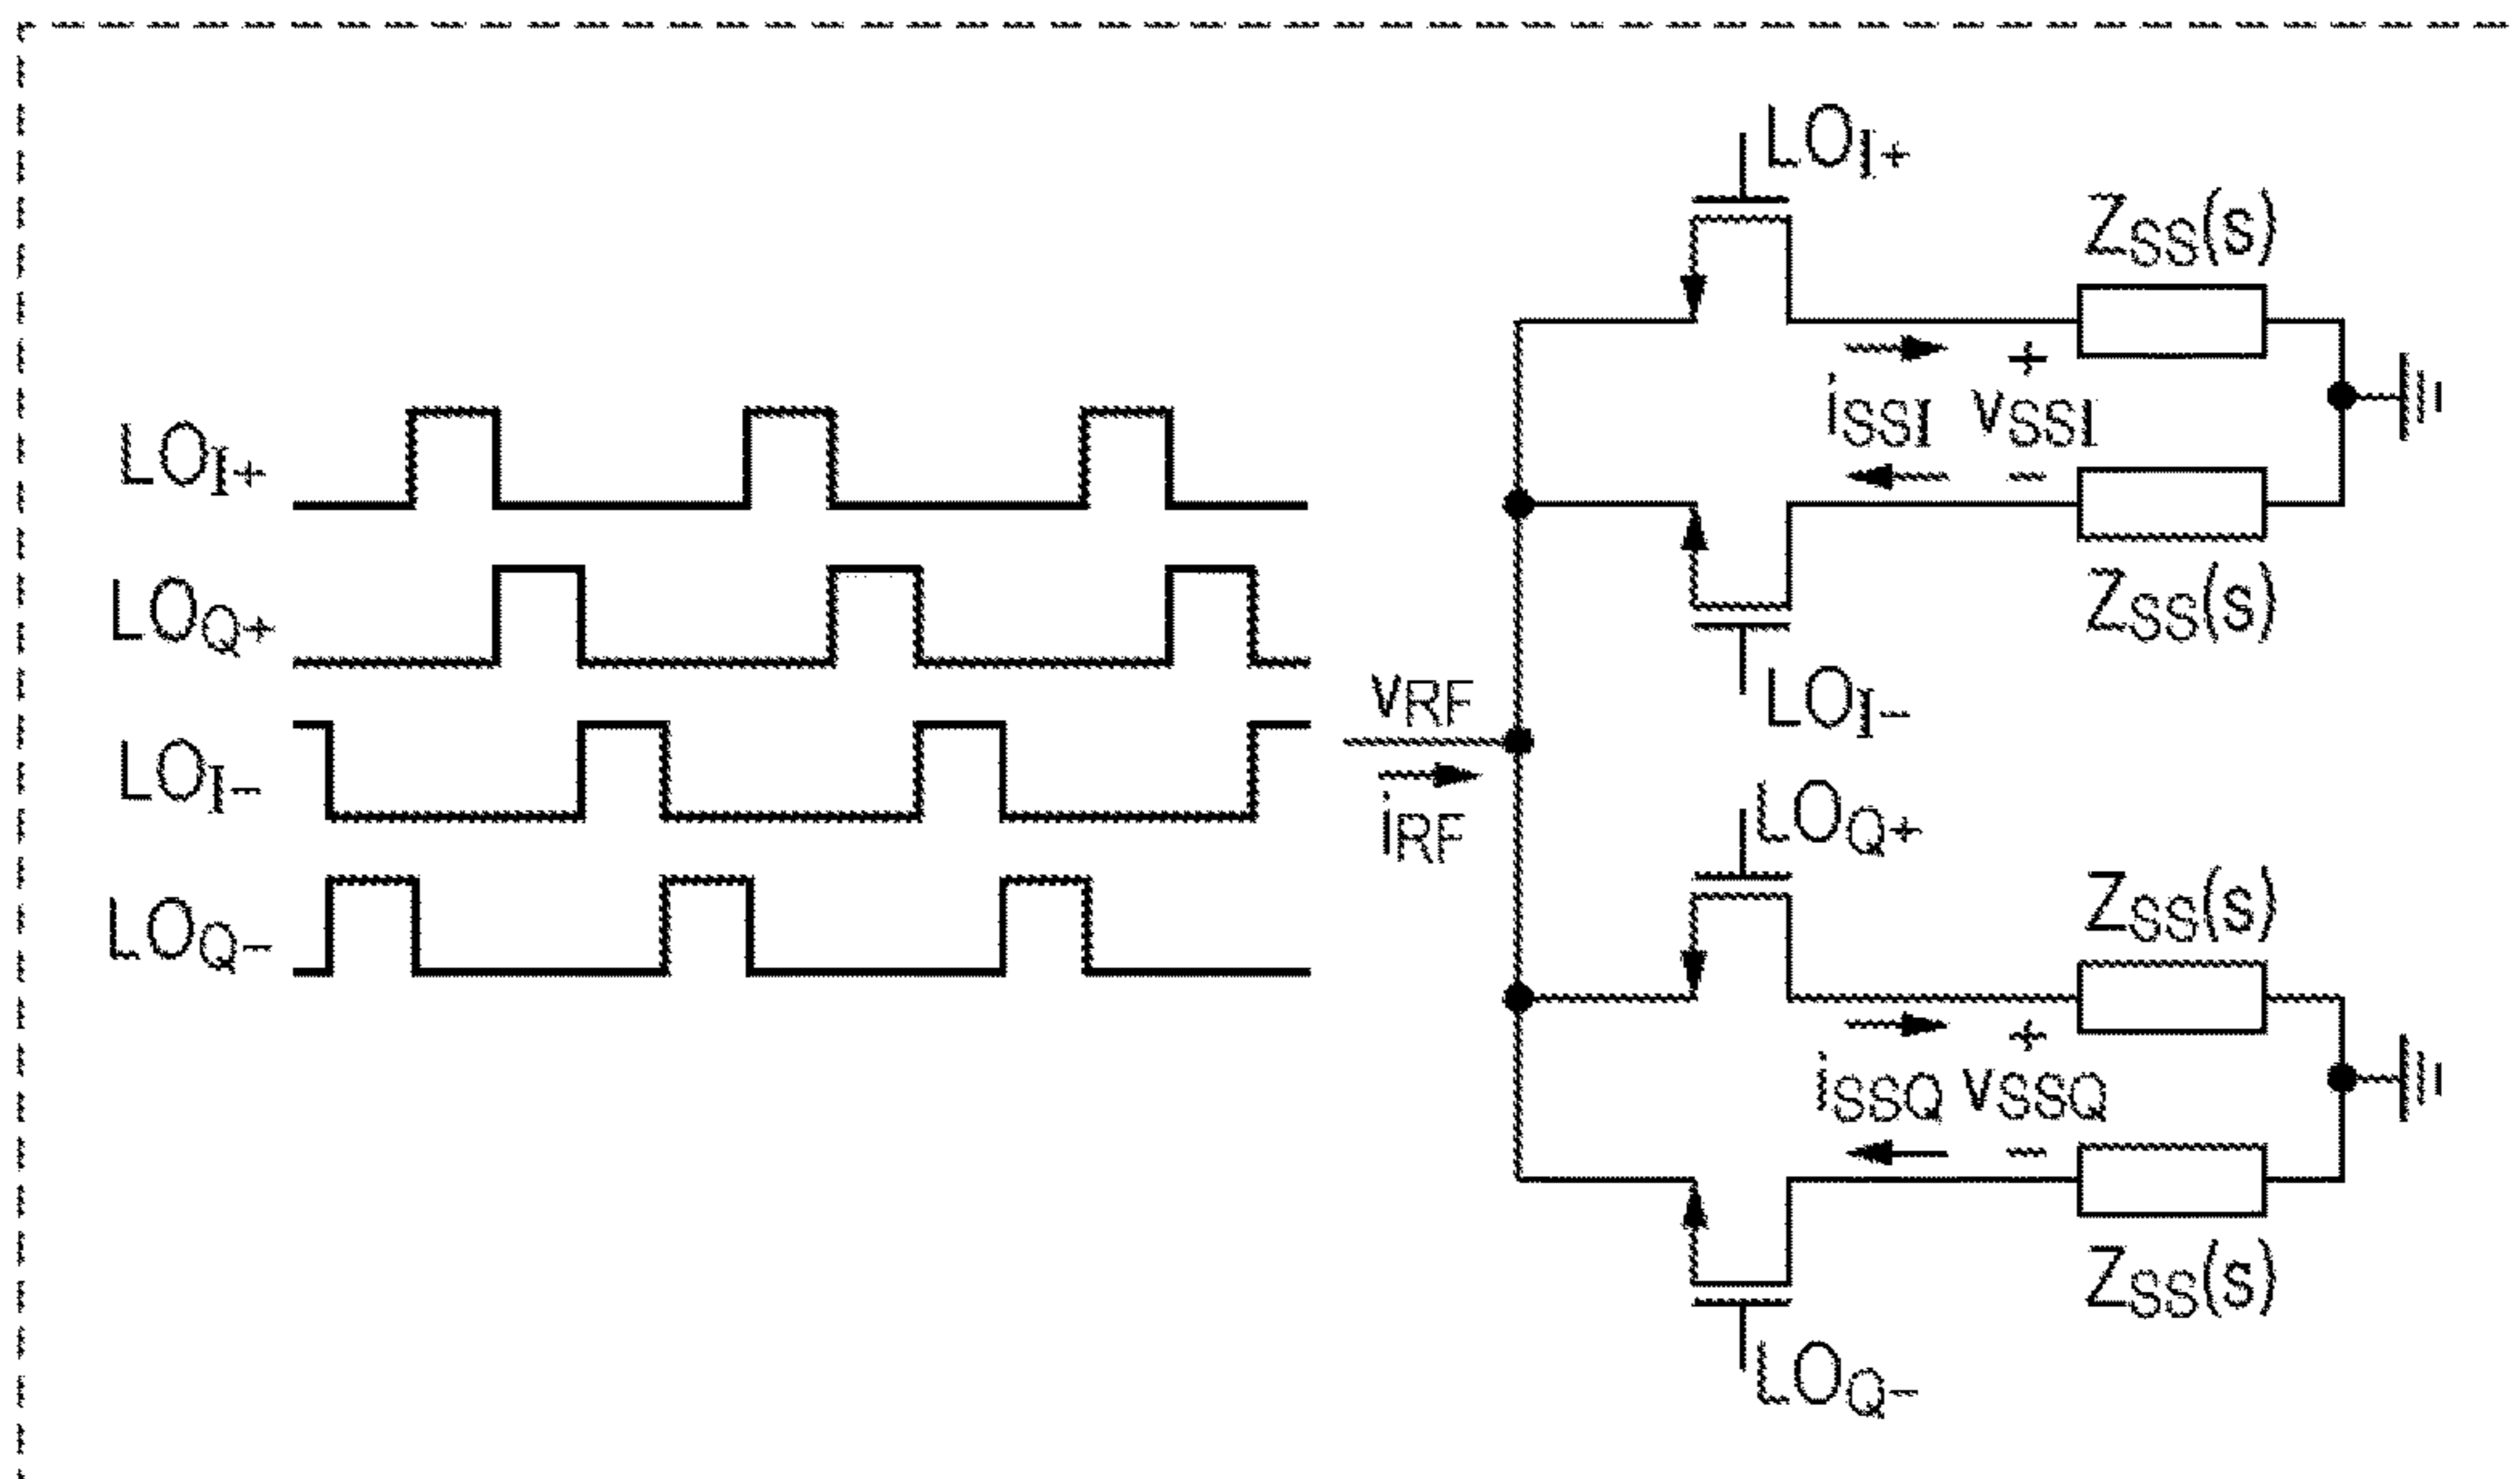 LOI+
LOQ+
LOI-
LOQ-
vRF
iRF
LOI+
ZSS(s)
+
iSSI vSSI
-
ZSS(s)
LOI-
LOQ+
ZSS(s)
+
iSSQ vSSQ
-
ZSS(s)
LOQ-